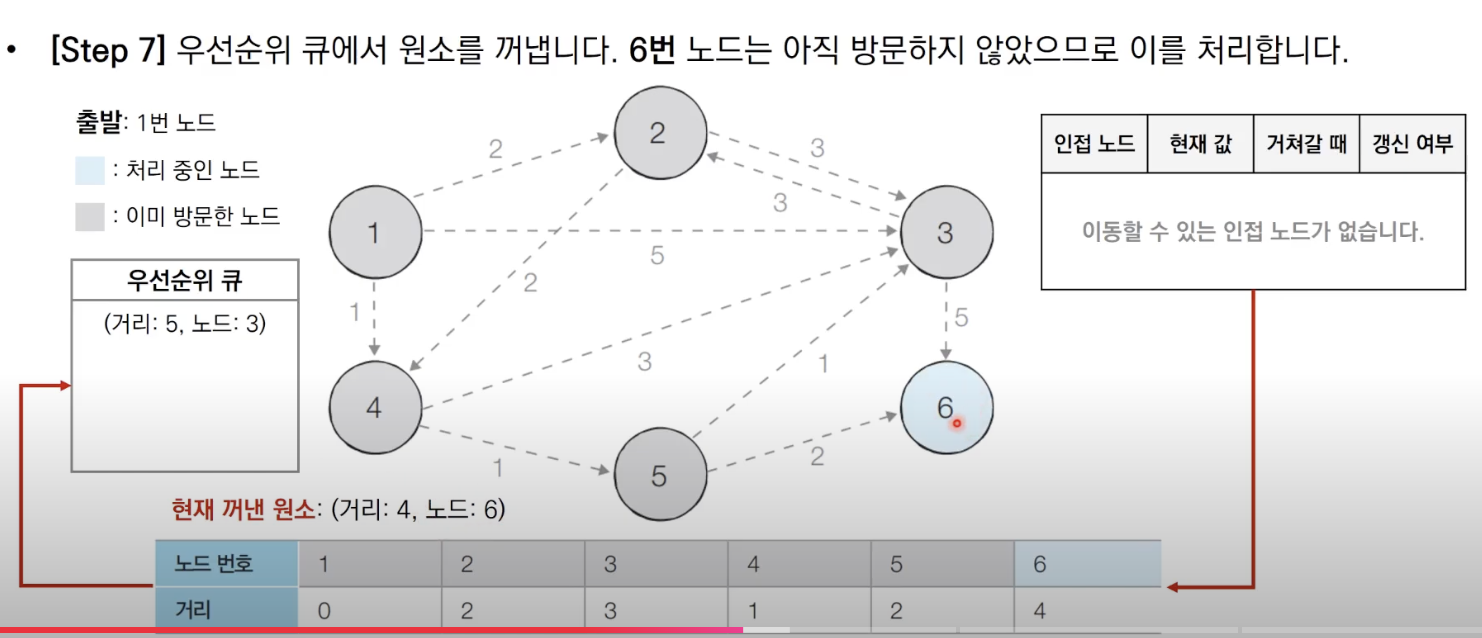 • [Step 7] 우선순위 큐에서 원소를 꺼냅니다. 6번 노드는 아직 방문하지 않았으므로 이를 처리합니다.
출발: 1번 노드
: 처리 중인 노드
: 이미 방문한 노드
우선순위 큐
(거리: 5, 노드: 3)
2
2
3
3
1
5
3
2
1
5
4
3
1
6
1
5
2
인접 노드 현재 값 거쳐갈 때 갱신 여부
이동할 수 있는 인접 노드가 없습니다.
현재 꺼낸 원소: (거리: 4, 노드: 6)
노드 번호 1 2 3 4 5 6
거리 0 2 3 1 2 4